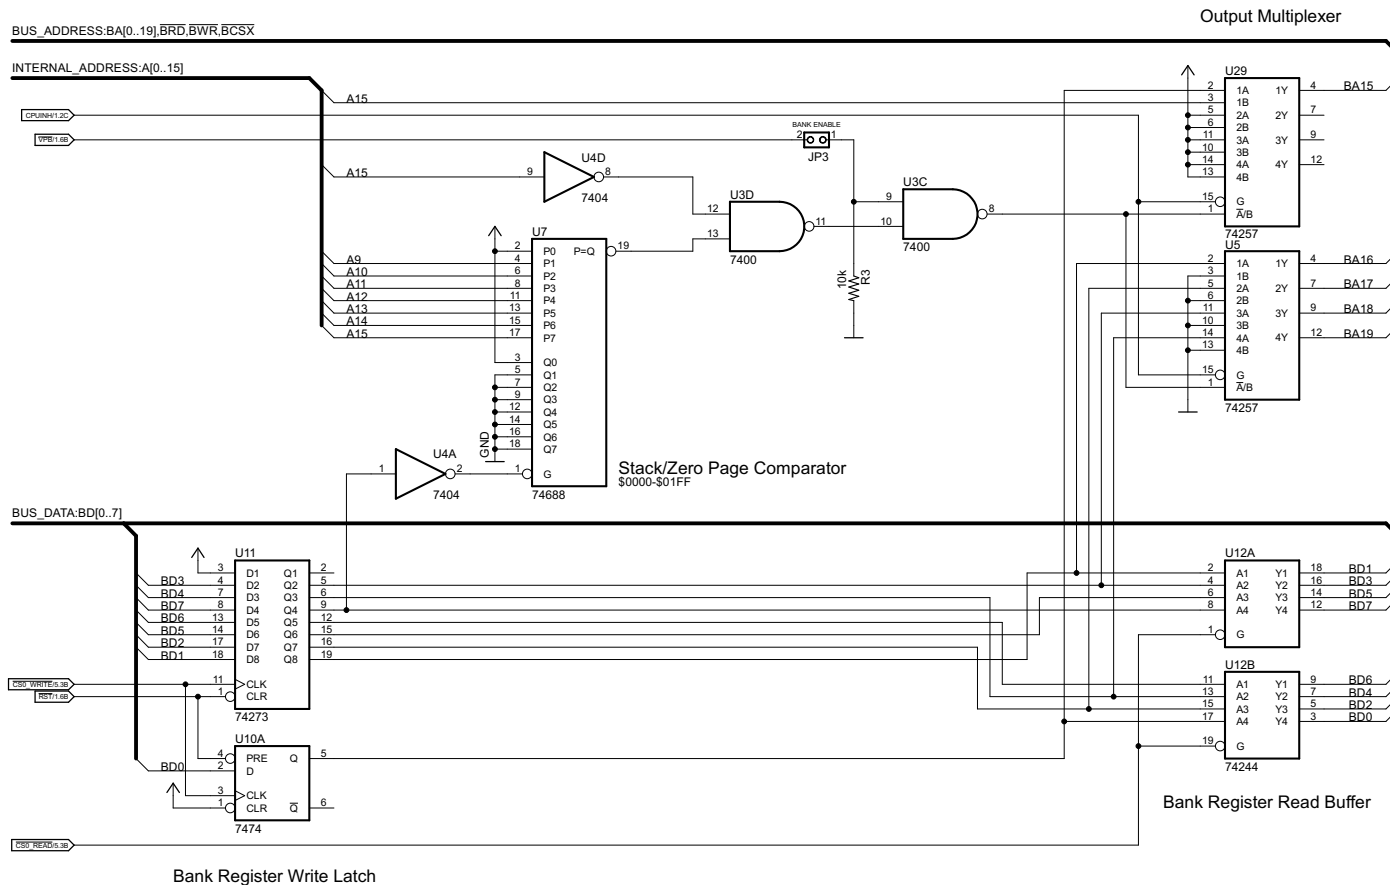 Output Multiplexer
BUS_ADDRESS:BA[0..19],BRD,BWR,BCSX
INTERNAL_ADDRESS:A[0..15]
A15
CPUINH/1.2C
VPB/1.6B
BANK ENABLE
2 1
JP3
U29
2 1A 1Y 4 BA15
3 1B
5 2A 2Y 7
6 2B
11 3A 3Y 9
10 3B
14 4A 4Y 12
13 4B
15 G
1 A/B
74257
A15
9 U4D 8
7404
12 U3D 11
13
7400
9 U3C 8
10
7400
10k
R3
U7
2 P0 P=Q 19
A9 4 P1
A10 6 P2
A11 8 P3
A12 11 P4
A13 13 P5
A14 15 P6
A15 17 P7
3 Q0
5 Q1
7 Q2
9 Q3
12 Q4
14 Q5
16 Q6
18 Q7
GND
1 G
74688
U5
2 1A 1Y 4 BA16
3 1B
5 2A 2Y 7 BA17
6 2B
11 3A 3Y 9 BA18
10 3B
14 4A 4Y 12 BA19
13 4B
15 G
1 A/B
74257
U4A
1 2
7404
Stack/Zero Page Comparator
$0000-$01FF
BUS_DATA:BD[0..7]
U11
3 D1 Q1 2
BD3 4 D2 Q2 5
BD4 7 D3 Q3 6
BD7 8 D4 Q4 9
BD6 13 D5 Q5 12
BD5 14 D6 Q6 15
BD2 17 D7 Q7 16
BD1 18 D8 Q8 19
CS0_WRITE/5.3B
11 CLK
RST/1.6B
1 CLR
74273
U12A
2 A1 Y1 18 BD1
4 A2 Y2 16 BD3
6 A3 Y3 14 BD5
8 A4 Y4 12 BD7
1 G
U12B
11 A1 Y1 9 BD6
13 A2 Y2 7 BD4
15 A3 Y3 5 BD2
17 A4 Y4 3 BD0
19 G
74244
U10A
4 PRE Q 5
BD0 2 D
3 CLK
1 CLR Q 6
7474
Bank Register Read Buffer
CS0_READ/5.3B
Bank Register Write Latch